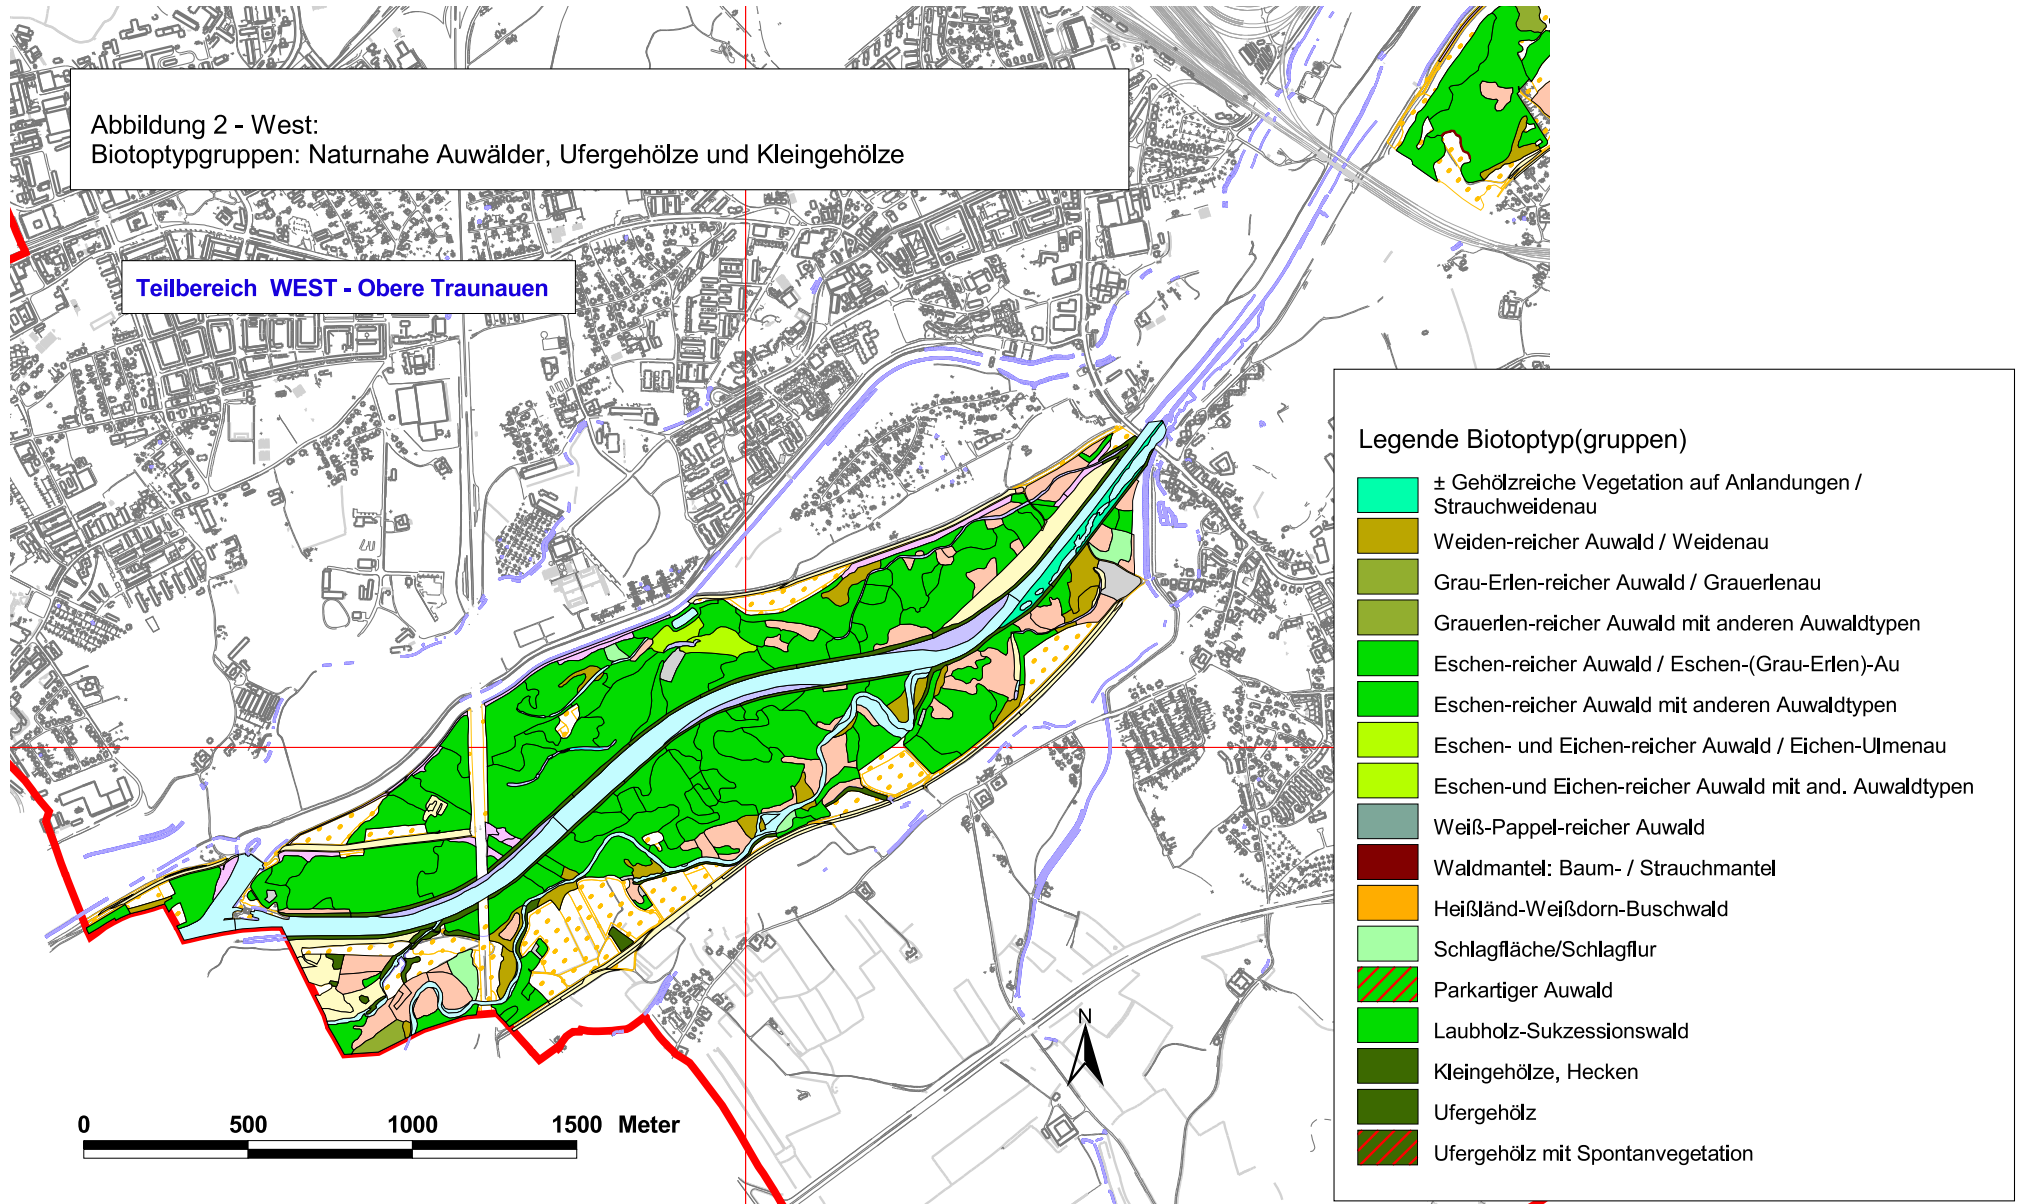 Abbildung 2 - West:
Biotoptypgruppen: Naturnahe Auwälder, Ufergehölze und Kleingehölze
Teilbereich WEST - Obere Traunauen
Legende Biotoptyp(gruppen)
± Gehölzreiche Vegetation auf Anlandungen /
Strauchweidenau
Weiden-reicher Auwald / Weidenau
Grau-Erlen-reicher Auwald / Grauerlenau
Grauerlen-reicher Auwald mit anderen Auwaldtypen
Eschen-reicher Auwald / Eschen-(Grau-Erlen)-Au
Eschen-reicher Auwald mit anderen Auwaldtypen
Eschen- und Eichen-reicher Auwald / Eichen-Ulmenau
Eschen-und Eichen-reicher Auwald mit and. Auwaldtypen
Weiß-Pappel-reicher Auwald
Waldmantel: Baum- / Strauchmantel
Heißländ-Weißdorn-Buschwald
Schlagfläche/Schlagflur
Parkartiger Auwald
Laubholz-Sukzessionswald
Kleingehölze, Hecken
Ufergehölz
Ufergehölz mit Spontanvegetation
N
0 500 1000 1500 Meter